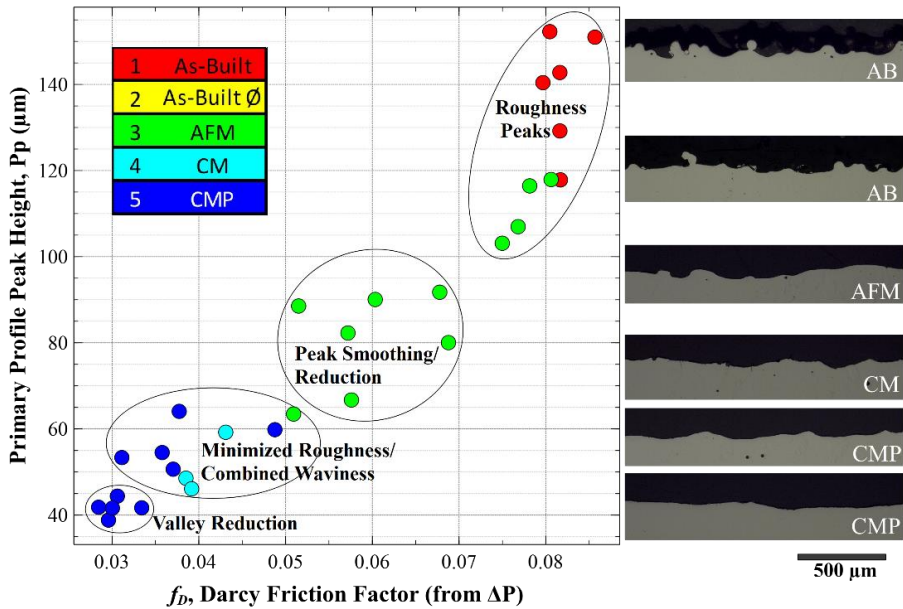 Primary Profile Peak Height, Pp (μm)
140
120
100
80
60
40
1 As-Built
2 As-Built Ø
3 AFM
4 CM
5 CMP
Roughness
Peaks
Peak Smoothing/
Reduction
Minimized Roughness/
Combined Waviness
Valley Reduction
0.03 0.04 0.05 0.06 0.07 0.08
f_D, Darcy Friction Factor (from ΔP)
AB
AB
AFM
CM
CMP
CMP
500 μm